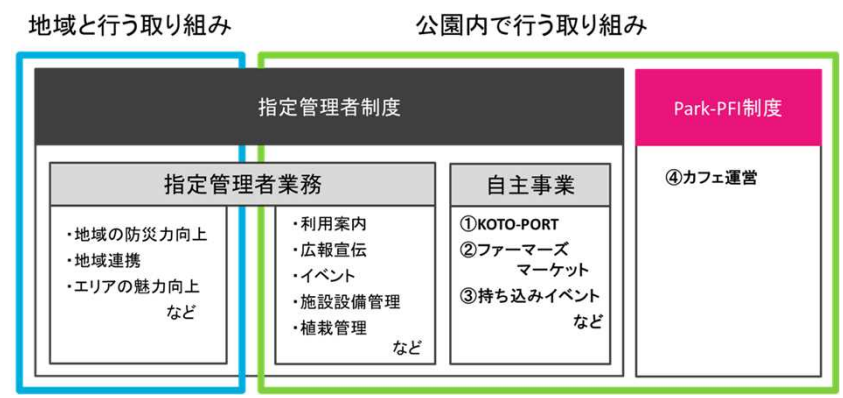 地域と行う取り組み
公園内で行う取り組み
指定管理者制度
Park-PFI制度
指定管理者業務
・地域の防災力向上
・地域連携
・エリアの魅力向上
など
・利用案内
・広報宣伝
・イベント
・施設設備管理
・植栽管理
など
自主事業
①KOTO-PORT
②ファーマーズ
マーケット
③持ち込みイベント
など
④カフェ運営